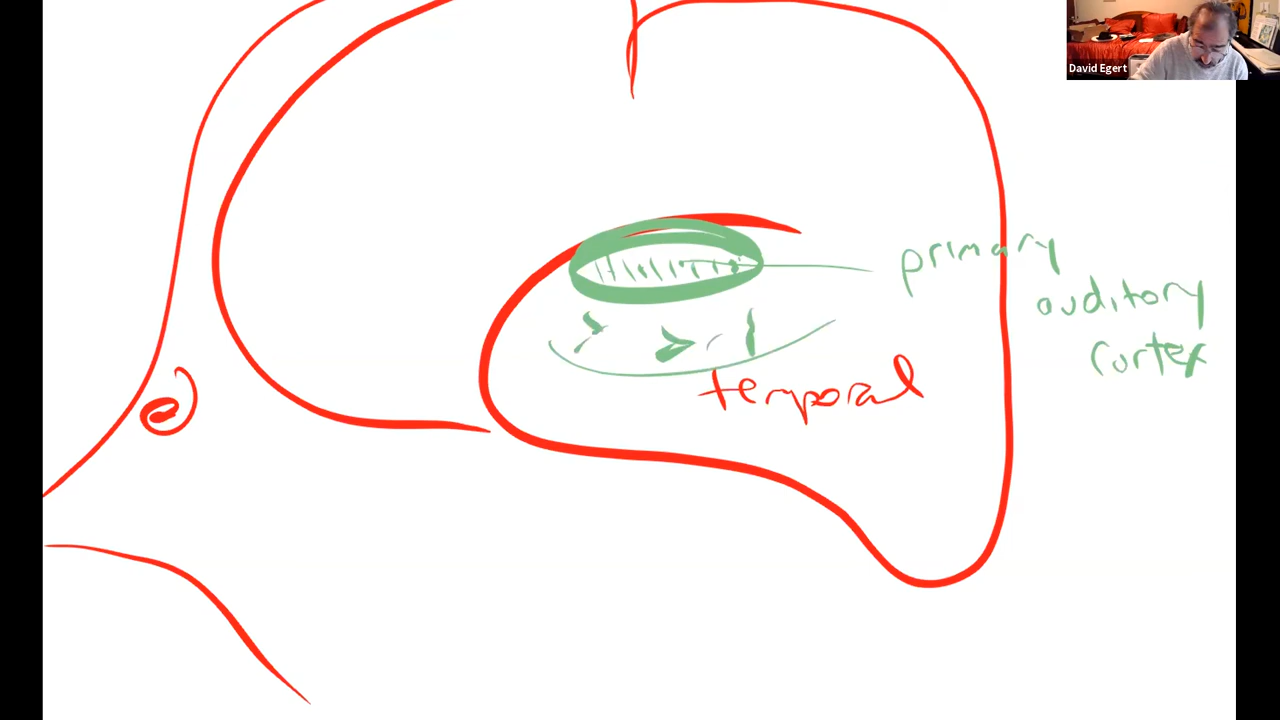 David Egert
primary
auditory
cortex
temporal